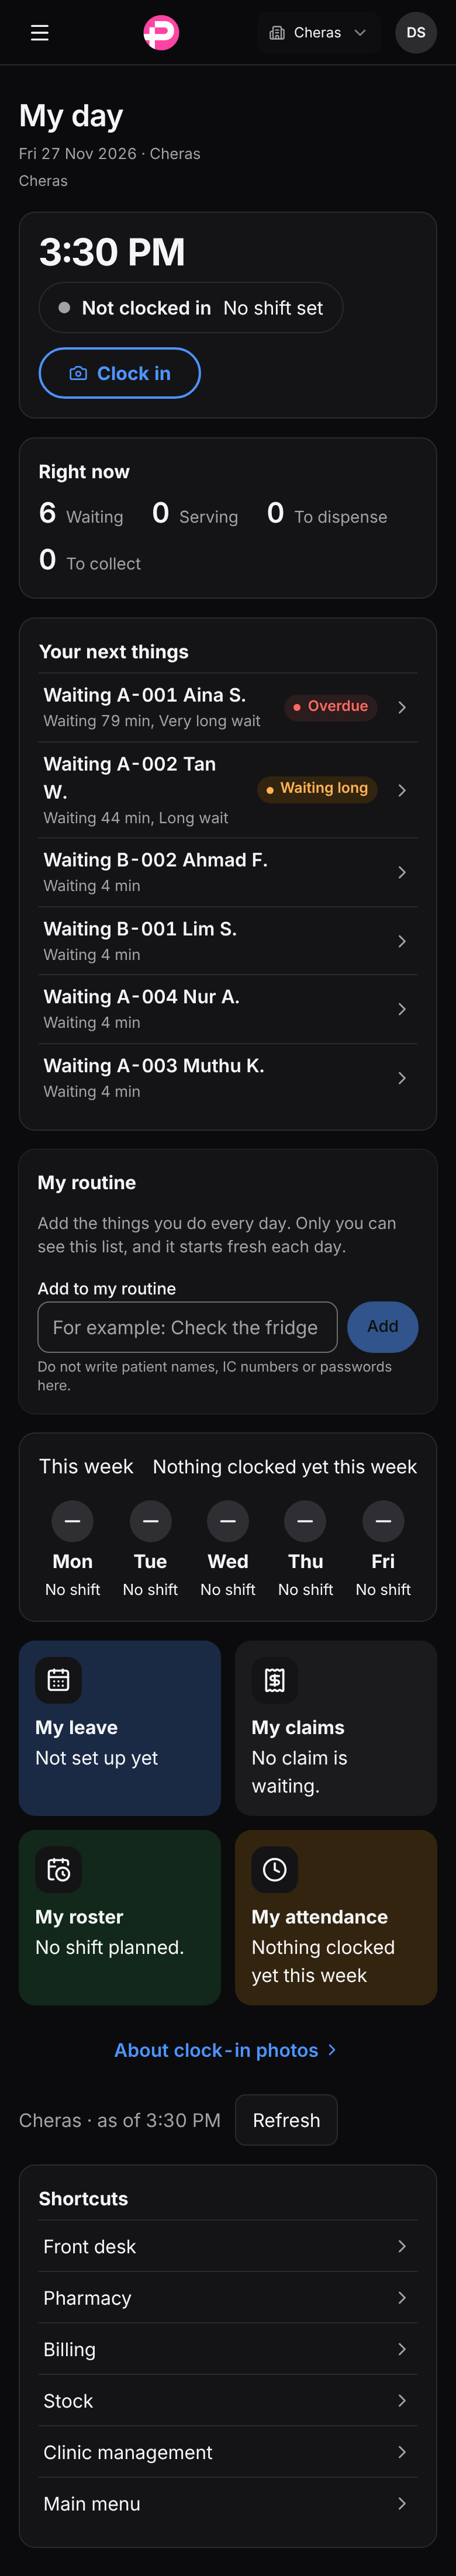 Cheras
DS
My day
Fri 27 Nov 2026 · Cheras
Cheras
3:30 PM
Not clocked in No shift set
Clock in
Right now
6 Waiting 0 Serving 0 To dispense
0 To collect
Your next things
Waiting A-001 Aina S.
Waiting 79 min, Very long wait
Overdue
Waiting A-002 Tan
W.
Waiting 44 min, Long wait
Waiting long
Waiting B-002 Ahmad F.
Waiting 4 min
Waiting B-001 Lim S.
Waiting 4 min
Waiting A-004 Nur A.
Waiting 4 min
Waiting A-003 Muthu K.
Waiting 4 min
My routine
Add the things you do every day. Only you can
see this list, and it starts fresh each day.
Add to my routine
For example: Check the fridge
Add
Do not write patient names, IC numbers or passwords
here.
This week Nothing clocked yet this week
Mon Tue Wed Thu Fri
No shift No shift No shift No shift No shift
My leave
Not set up yet
My claims
No claim is
waiting.
My roster
No shift planned.
My attendance
Nothing clocked
yet this week
About clock-in photos
Cheras · as of 3:30 PM
Refresh
Shortcuts
Front desk
Pharmacy
Billing
Stock
Clinic management
Main menu